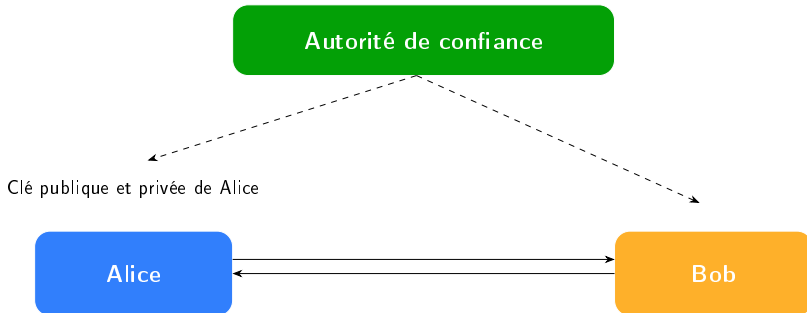 Autorité de confiance
Clé publique et privée de Alice
Alice
Bob